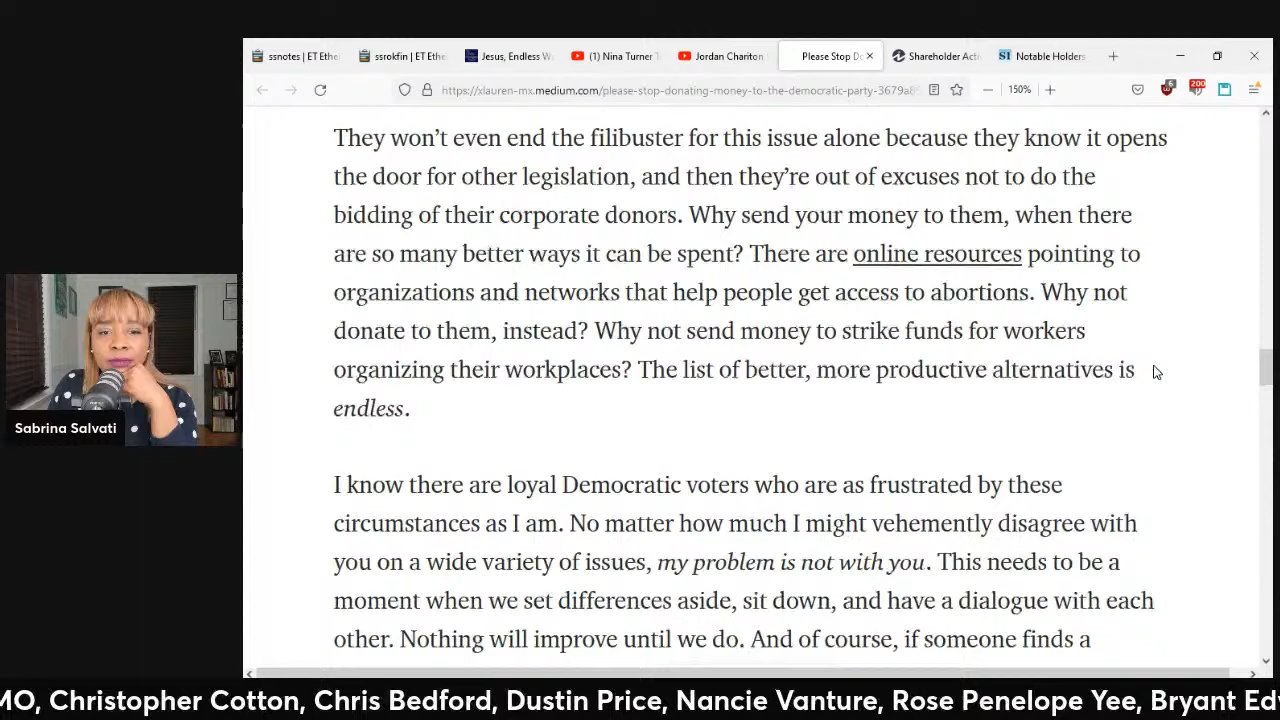 ssnotes | ET Ethe
ssrokfin | ET Ethe
Jesus, Endless W
(1) Nina Turner T
Jordan Chariton
Please Stop Do
Shareholder Acti
SI Notable Holders
https://xlauren-mx.medium.com/please-stop-donating-money-to-the-democratic-party-3679a8
150%
6
200
They won’t even end the filibuster for this issue alone because they know it opens
the door for other legislation, and then they’re out of excuses not to do the
bidding of their corporate donors. Why send your money to them, when there
are so many better ways it can be spent? There are online resources pointing to
organizations and networks that help people get access to abortions. Why not
donate to them, instead? Why not send money to strike funds for workers
organizing their workplaces? The list of better, more productive alternatives is
endless.
I know there are loyal Democratic voters who are as frustrated by these
circumstances as I am. No matter how much I might vehemently disagree with
you on a wide variety of issues, my problem is not with you. This needs to be a
moment when we set differences aside, sit down, and have a dialogue with each
other. Nothing will improve until we do. And of course, if someone finds a
Sabrina Salvati
MO, Christopher Cotton, Chris Bedford, Dustin Price, Nancie Vanture, Rose Penelope Yee, Bryant Ed